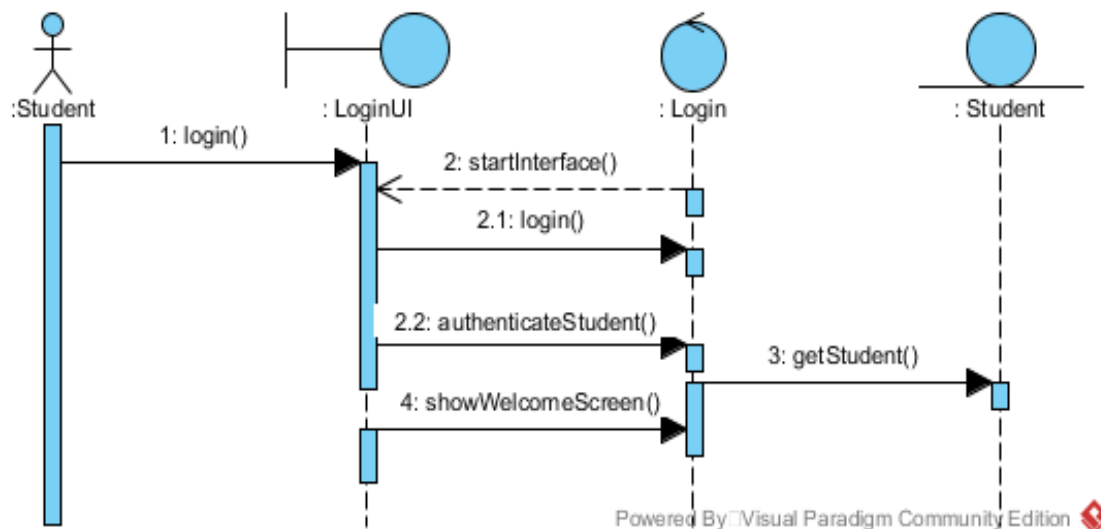 :Student
: LoginUI
: Login
: Student
1: login()
2: startInterface()
2.1: login()
2.2: authenticateStudent()
3: getStudent()
4: showWelcomeScreen()
Powered By Visual Paradigm Community Edition